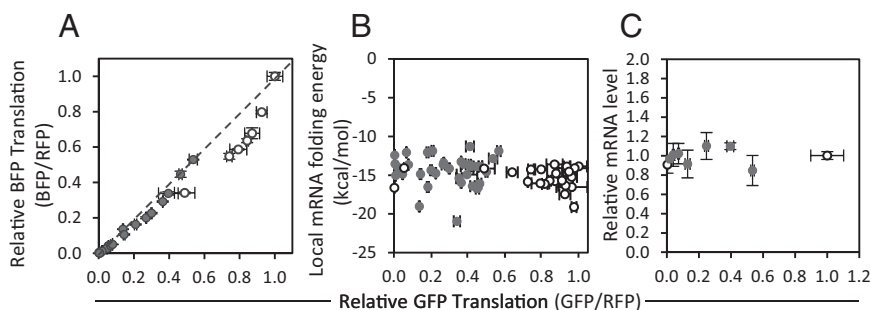 A
Relative BFP Translation
(BFP/RFP)
1.0
0.8
0.6
0.4
0.2
0.0
0.0 0.2 0.4 0.6 0.8 1.0
B
Local mRNA folding energy
(kcal/mol)
0
-5
-10
-15
-20
-25
0.0 0.2 0.4 0.6 0.8 1.0
C
Relative mRNA level
2.0
1.8
1.6
1.4
1.2
1.0
0.8
0.6
0.4
0.2
0.0
0.0 0.2 0.4 0.6 0.8 1.0 1.2
Relative GFP Translation (GFP/RFP)